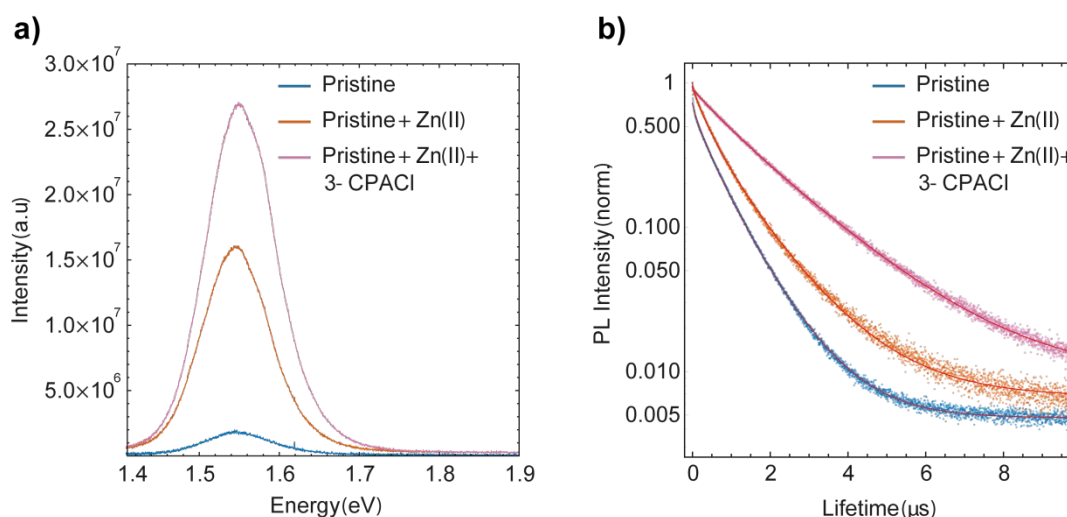 a)
3.0×10⁷
2.5×10⁷
2.0×10⁷
1.5×10⁷
1.0×10⁷
5.0×10⁶
Intensity(a.u)
Pristine
Pristine+ Zn(II)
Pristine+ Zn(II)+
3- CPACl
1.4
1.5
1.6
1.7
1.8
1.9
Energy(eV)
b)
1
0.500
0.100
0.050
0.010
0.005
PL Intensity(norm)
Pristine
Pristine+ Zn(II)
Pristine+ Zn(II)+
3- CPACl
0
2
4
6
8
Lifetime(μs)